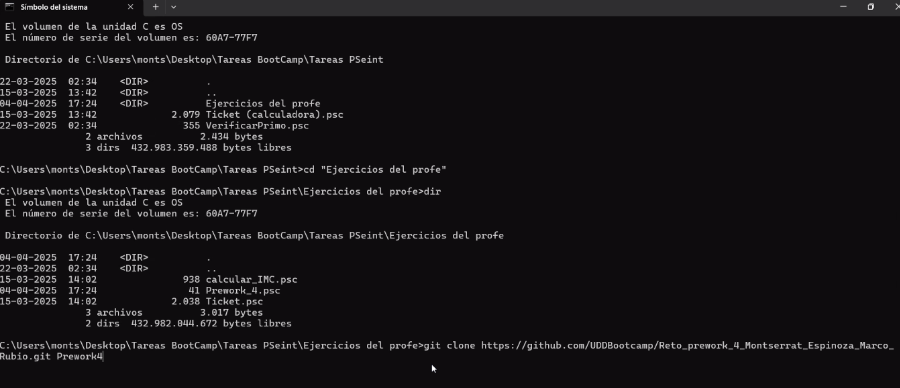 Símbolo del sistema
El volumen de la unidad C es OS
El número de serie del volumen es: 60A7-77F7
Directorio de C:\Users\monts\Desktop\Tareas BootCamp\Tareas PSeint
22-03-2025 02:34 <DIR> .
15-03-2025 13:42 <DIR> ..
04-04-2025 17:24 <DIR> Ejercicios del profe
15-03-2025 13:42 2.079 Ticket (calculadora).psc
22-03-2025 02:34 355 VerificarPrimo.psc
2 archivos 2.434 bytes
3 dirs 432.983.359.488 bytes libres
C:\Users\monts\Desktop\Tareas BootCamp\Tareas PSeint>cd "Ejercicios del profe"
C:\Users\monts\Desktop\Tareas BootCamp\Tareas PSeint\Ejercicios del profe>dir
El volumen de la unidad C es OS
El número de serie del volumen es: 60A7-77F7
Directorio de C:\Users\monts\Desktop\Tareas BootCamp\Tareas PSeint\Ejercicios del profe
04-04-2025 17:24 <DIR> .
22-03-2025 02:34 <DIR> ..
15-03-2025 14:02 938 calcular_IMC.psc
04-04-2025 17:24 41 Prework_4.psc
15-03-2025 14:02 2.038 Ticket.psc
3 archivos 3.017 bytes
2 dirs 432.982.044.672 bytes libres
C:\Users\monts\Desktop\Tareas BootCamp\Tareas PSeint\Ejercicios del profe>git clone https://github.com/UDDBootcamp/Reto_prework_4_Montserrat_Espinoza_Marco_
Rubio.git Prework4